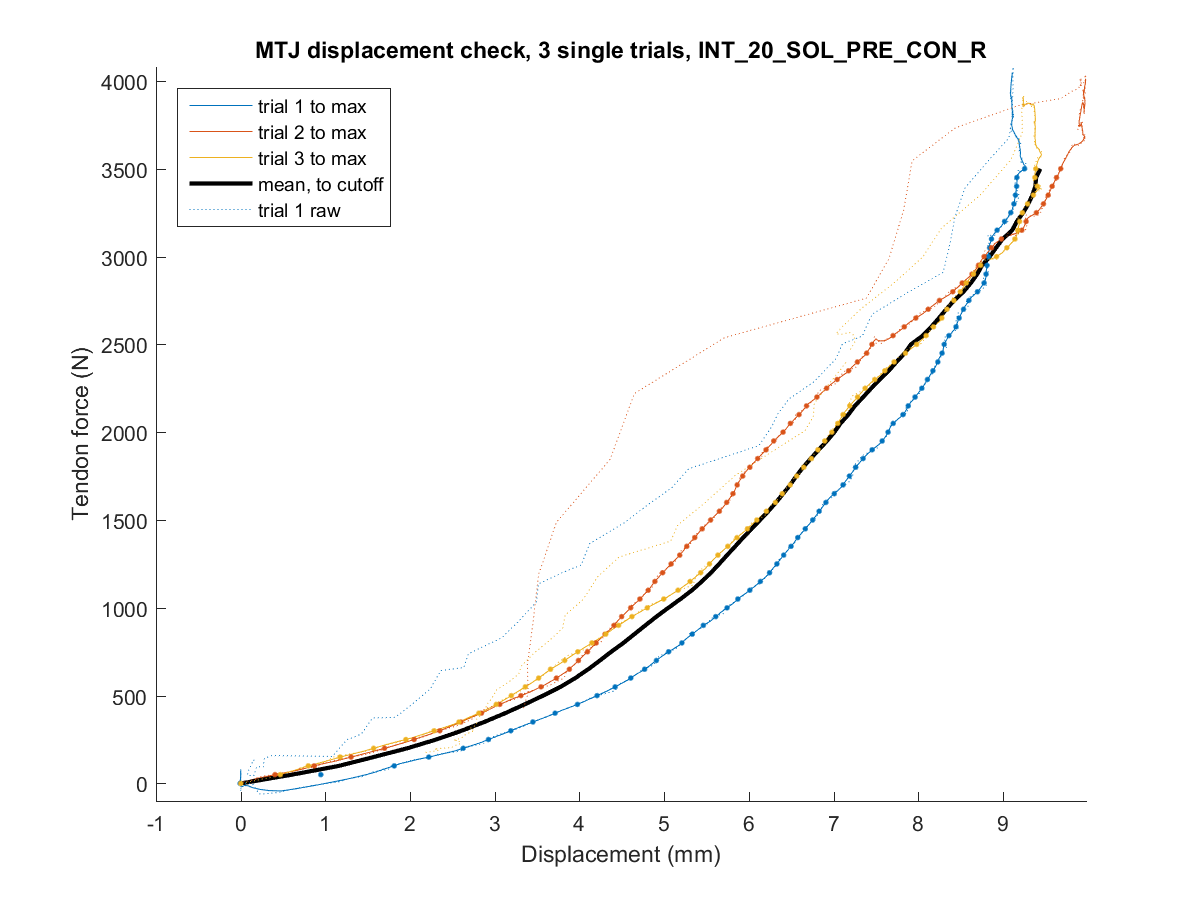 MTJ displacement check, 3 single trials, INT_20_SOL_PRE_CON_R
trial 1 to max
trial 2 to max
trial 3 to max
mean, to cutoff
trial 1 raw
Tendon force (N)
4000
3500
3000
2500
2000
1500
1000
500
0
-1 0 1 2 3 4 5 6 7 8 9
Displacement (mm)